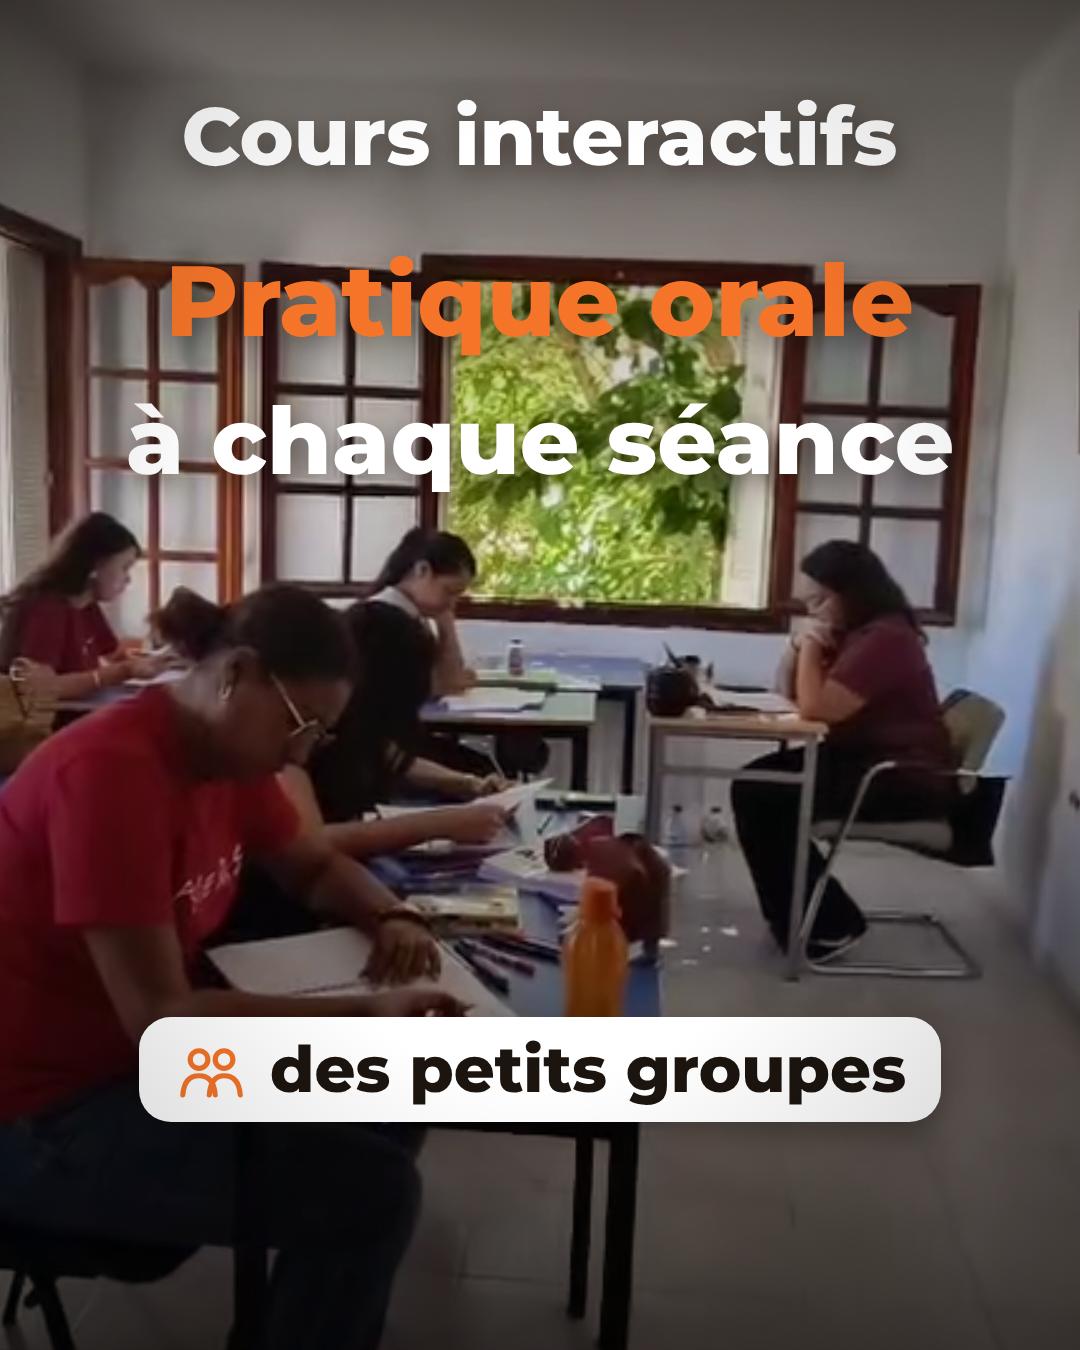 Cours interactifs
Pratique orale
à chaque séance
des petits groupes